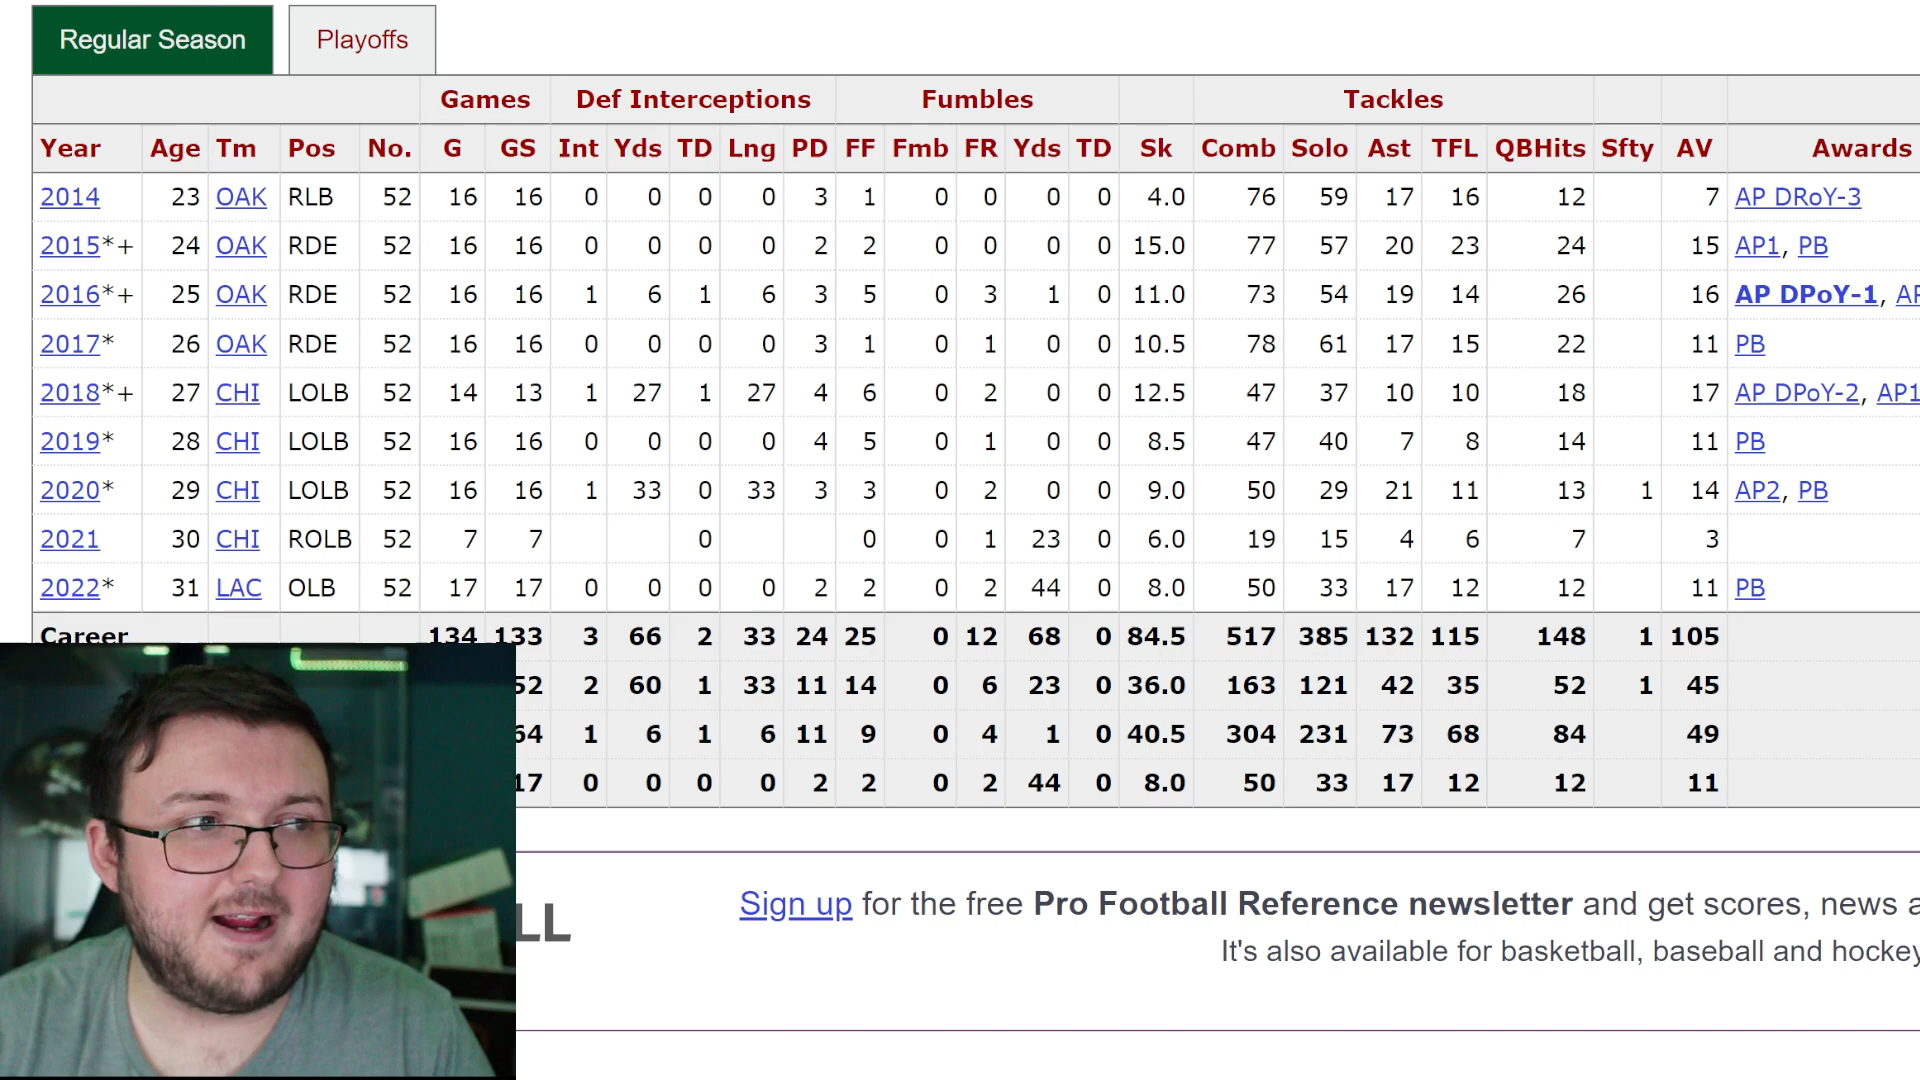 Regular Season Playoffs
Games Def Interceptions Fumbles Tackles
Year Age Tm Pos No. G GS Int Yds TD Lng PD FF Fmb FR Yds TD Sk Comb Solo Ast TFL QBHits Sfty AV Awards
2014 23 OAK RLB 52 16 16 0 0 0 0 3 1 0 0 0 0 4.0 76 59 17 16 12 7 AP DRoY-3
2015*+ 24 OAK RDE 52 16 16 0 0 0 0 2 2 0 0 0 0 15.0 77 57 20 23 24 15 AP1, PB
2016*+ 25 OAK RDE 52 16 16 1 6 1 6 3 5 0 3 1 0 11.0 73 54 19 14 26 16 AP DPoY-1, AP
2017* 26 OAK RDE 52 16 16 0 0 0 0 3 1 0 1 0 0 10.5 78 61 17 15 22 11 PB
2018*+ 27 CHI LOLB 52 14 13 1 27 1 27 4 6 0 2 0 0 12.5 47 37 10 10 18 17 AP DPoY-2, AP1
2019* 28 CHI LOLB 52 16 16 0 0 0 0 4 5 0 1 0 0 8.5 47 40 7 8 14 11 PB
2020* 29 CHI LOLB 52 16 16 1 33 0 33 3 3 0 2 0 0 9.0 50 29 21 11 13 1 14 AP2, PB
2021 30 CHI ROLB 52 7 7 0 0 0 1 23 0 6.0 19 15 4 6 7 3
2022* 31 LAC OLB 52 17 17 0 0 0 0 2 2 0 2 44 0 8.0 50 33 17 12 12 11 PB
Career 134 133 3 66 2 33 24 25 0 12 68 0 84.5 517 385 132 115 148 1 105
52 2 60 1 33 11 14 0 6 23 0 36.0 163 121 42 35 52 1 45
64 1 6 1 6 11 9 0 4 1 0 40.5 304 231 73 68 84 49
17 0 0 0 0 2 2 0 2 44 0 8.0 50 33 17 12 12 11
LL
Sign up for the free Pro Football Reference newsletter and get scores, news a
It's also available for basketball, baseball and hockey